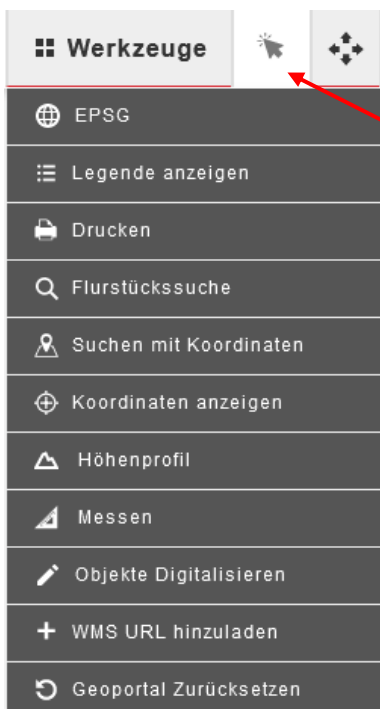 Werkzeuge
EPSG
Legende anzeigen
Drucken
Flurstückssuche
Suchen mit Koordinaten
Koordinaten anzeigen
Höhenprofil
Messen
Objekte Digitalisieren
WMS URL hinzuladen
Geoportal Zurücksetzen